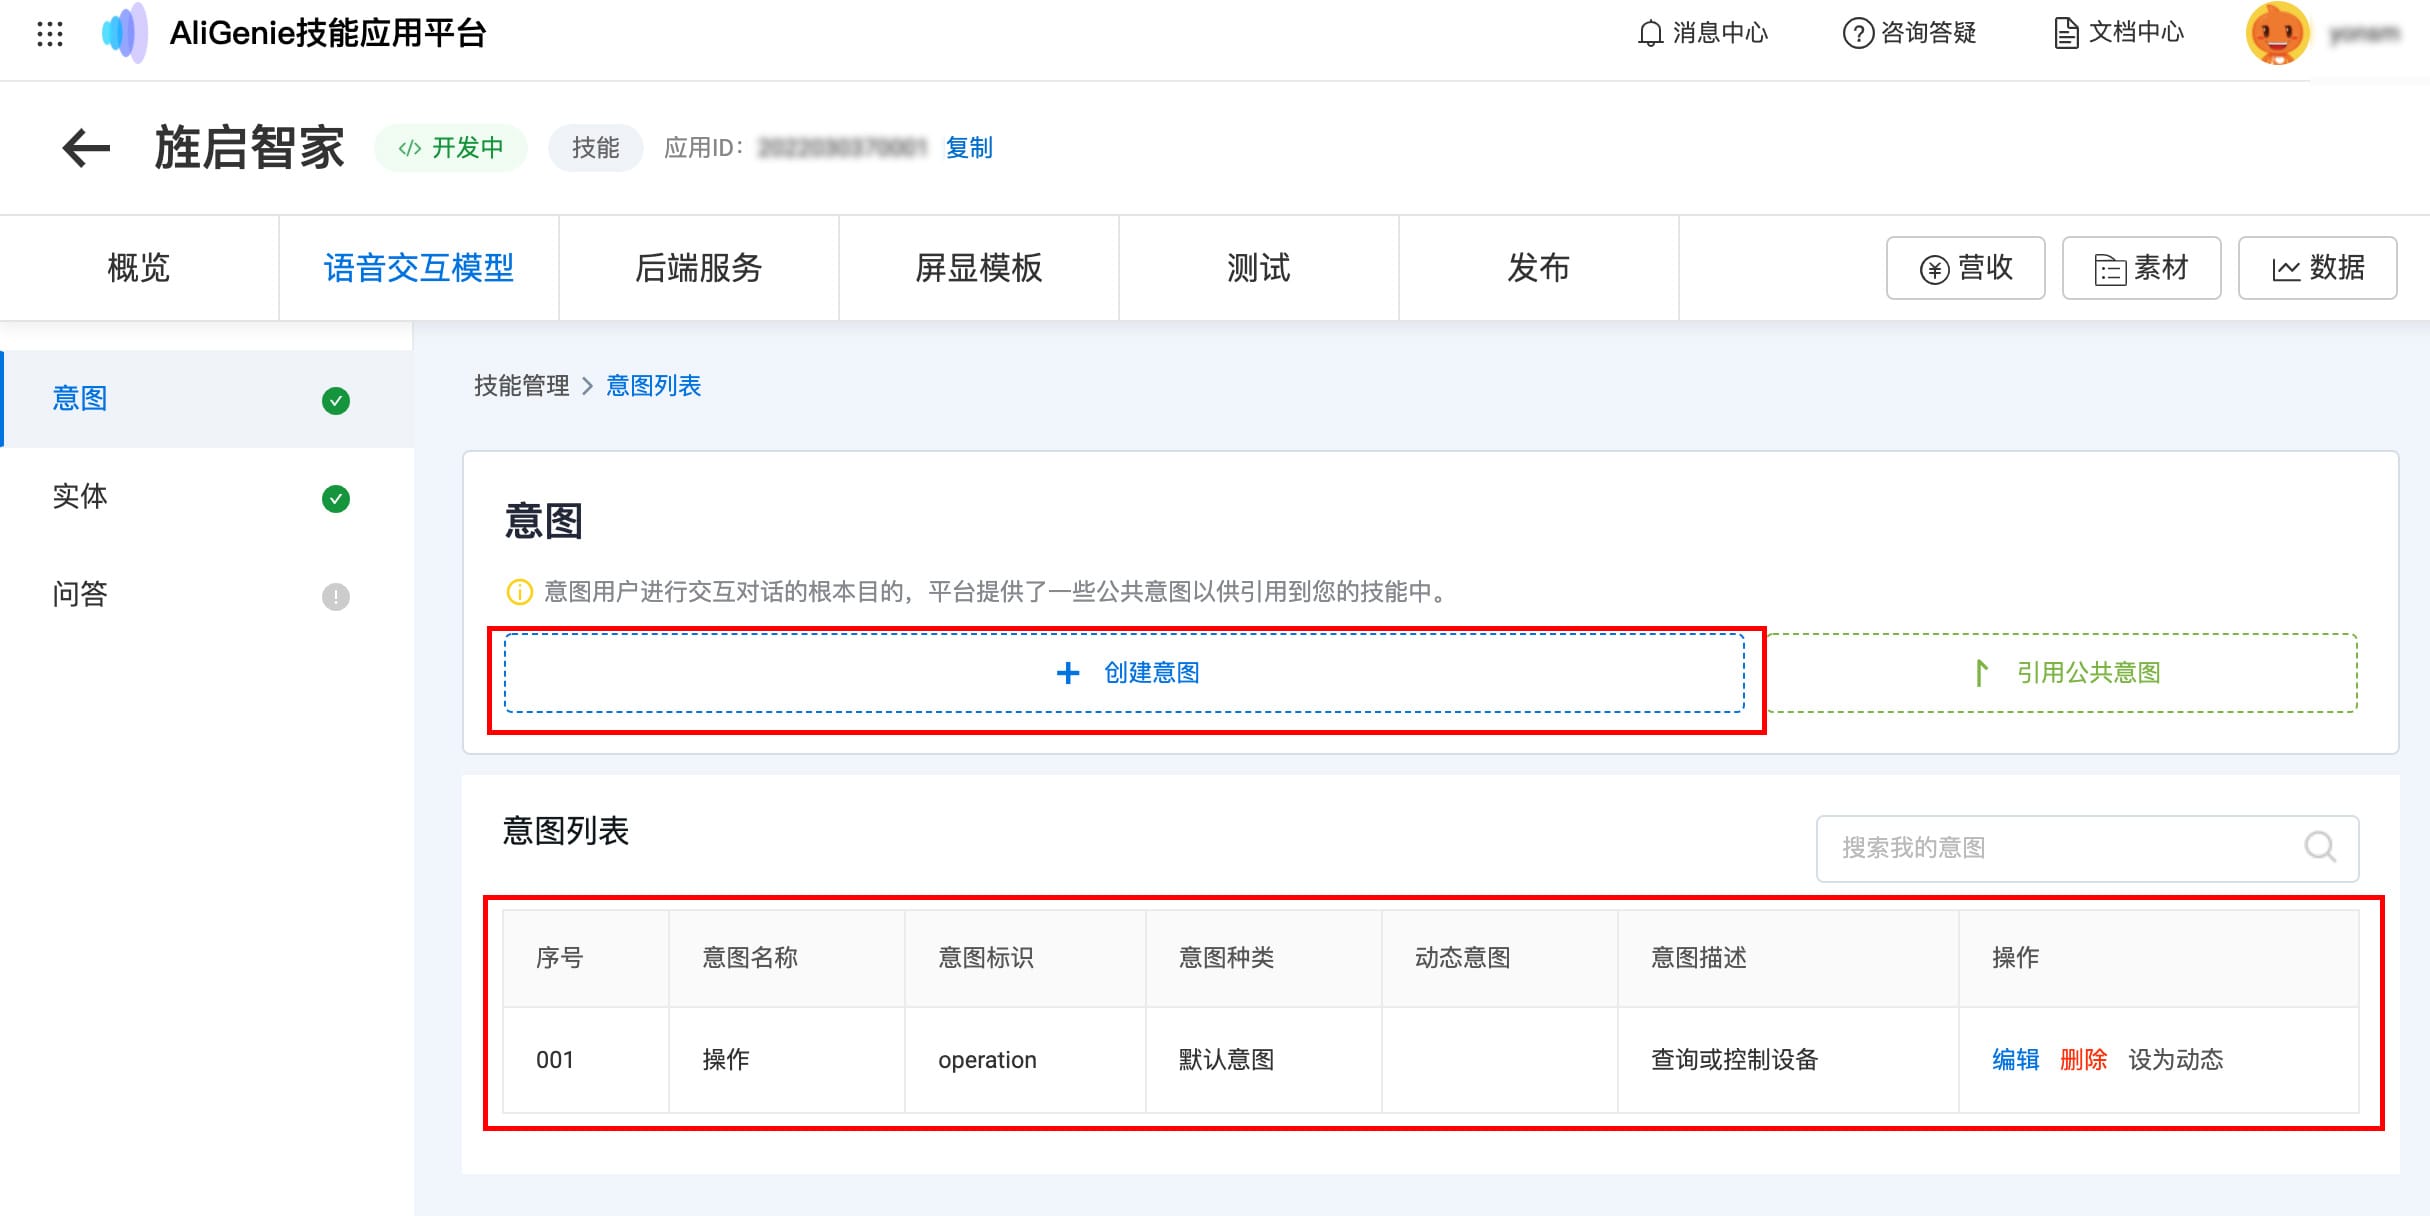 AliGenie技能应用平台
消息中心
咨询答疑
文档中心
旌启智家
</> 开发中
技能
应用ID：
复制
概览
语音交互模型
后端服务
屏显模板
测试
发布
营收
素材
数据
意图
实体
问答
技能管理 > 意图列表
意图
意图用户进行交互对话的根本目的，平台提供了一些公共意图以供引用到您的技能中。
+ 创建意图
引用公共意图
意图列表
搜索我的意图
序号 意图名称 意图标识 意图种类 动态意图 意图描述 操作
001 操作 operation 默认意图 查询或控制设备 编辑 删除 设为动态